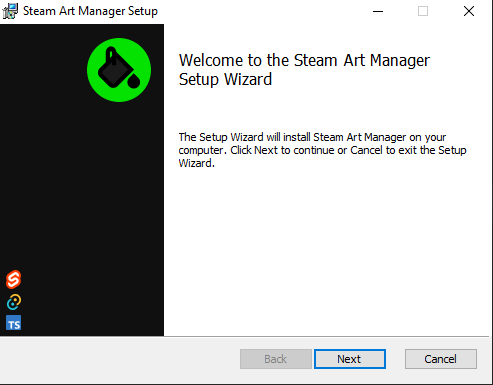 Steam Art Manager Setup
Welcome to the Steam Art Manager
Setup Wizard
The Setup Wizard will install Steam Art Manager on your
computer. Click Next to continue or Cancel to exit the Setup
Wizard.
TS
Back
Next
Cancel